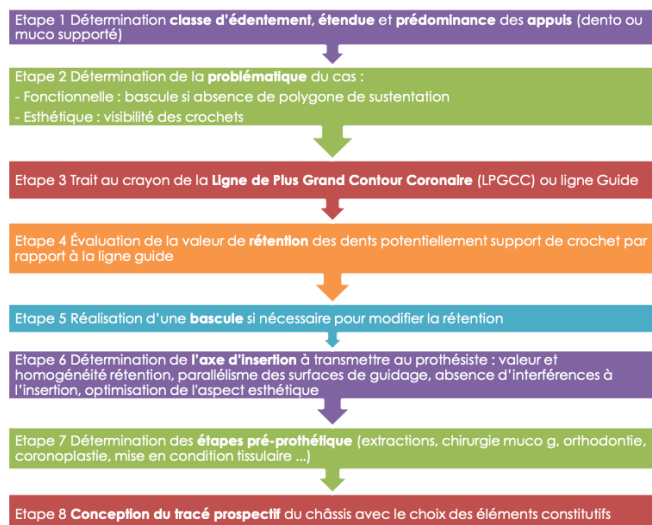 Etape 1 Détermination classe d'édentement, étendue et prédominance des appuis (dento ou
muco supporté)
Etape 2 Détermination de la problématique du cas :
- Fonctionnelle : bascule si absence de polygone de sustentation
- Esthétique : visibilité des crochets
Etape 3 Trait au crayon de la Ligne de Plus Grand Contour Coronaire (LPGCC) ou ligne Guide
Etape 4 Évaluation de la valeur de rétention des dents potentiellement support de crochet par
rapport à la ligne guide
Etape 5 Réalisation d'une bascule si nécessaire pour modifier la rétention
Etape 6 Détermination de l'axe d'insertion à transmettre au prothésiste : valeur et
homogénéité rétention, parallélisme des surfaces de guidage, absence d'interférences à
l'insertion, optimisation de l'aspect esthétique
Etape 7 Détermination des étapes pré-prothétique (extractions, chirurgie muco g, orthodontie,
coronoplastie, mise en condition tissulaire ...)
Etape 8 Conception du tracé prospectif du châssis avec le choix des éléments constitutifs